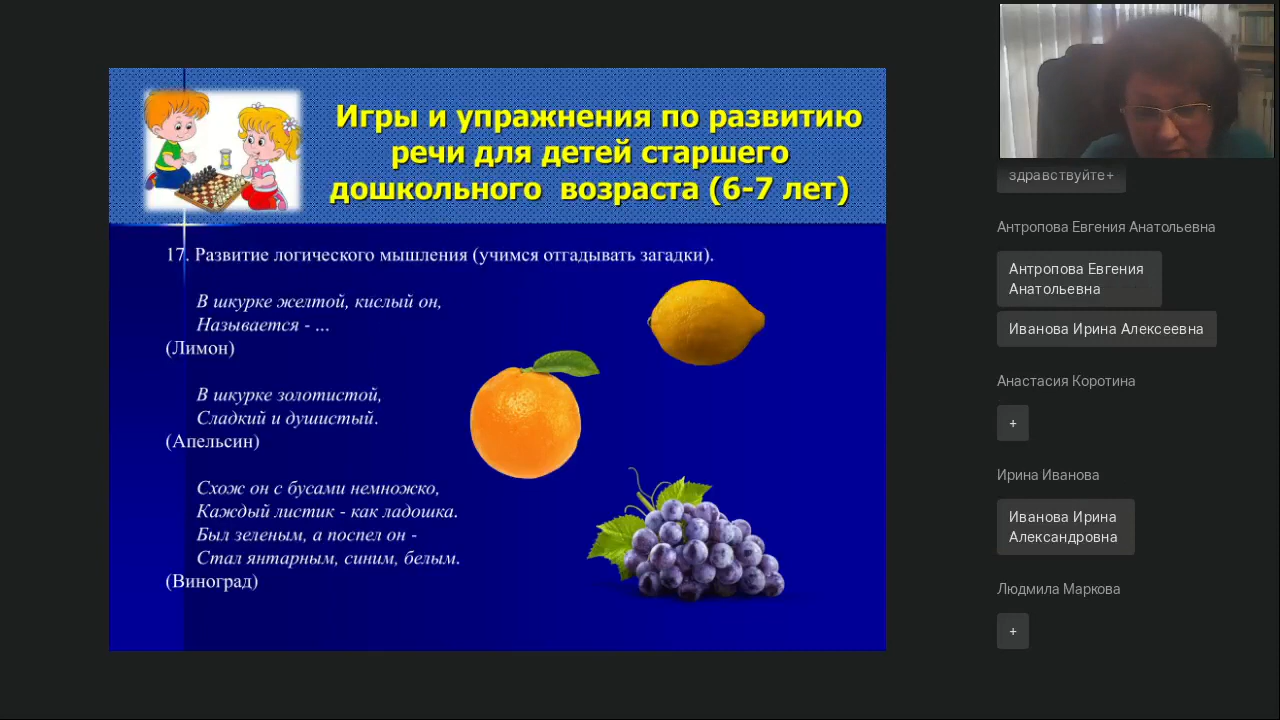 Игры и упражнения по развитию
речи для детей старшего
дошкольного возраста (6-7 лет)
17. Развитие логического мышления (учимся отгадывать загадки).
В шкурке желтой, кислый он,
Называется - ...
(Лимон)
В шкурке золотистой,
Сладкий и душистый.
(Апельсин)
Схож он с бусами немножко,
Каждый листик - как ладошка.
Был зеленым, а поспел он -
Стал янтарным, синим, белым.
(Виноград)
здравствуйте+
Антропова Евгения Анатольевна
Антропова Евгения
Анатольевна
Иванова Ирина Алексеевна
Анастасия Коротина
+
Ирина Иванова
Иванова Ирина
Александровна
Людмила Маркова
+